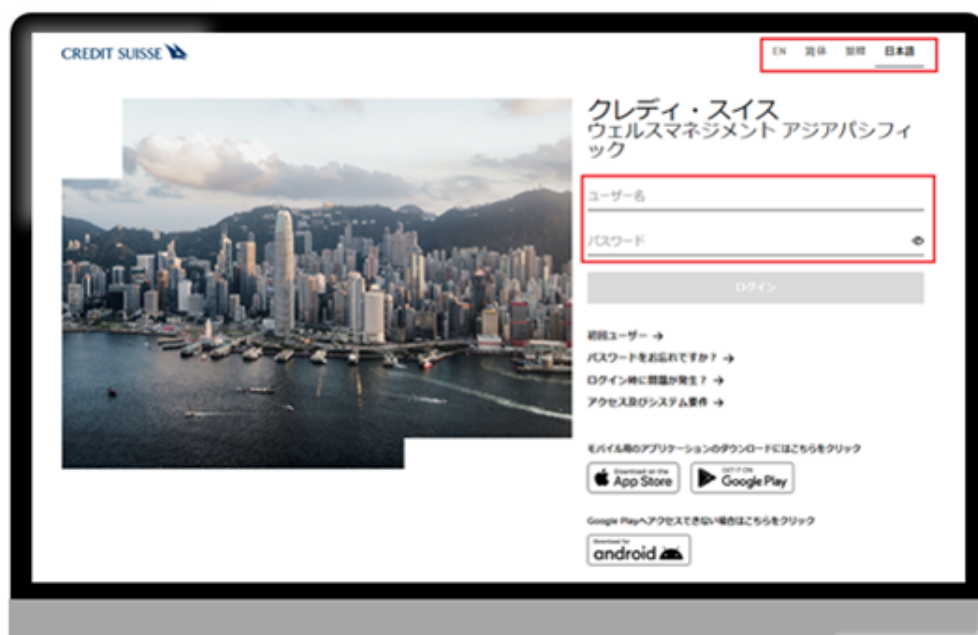 CREDIT SUISSE
EN 简体 繁體 日本語
クレディ・スイス
ウェルスマネジメント アジアパシフィ
ック
ユーザー名
パスワード
ログイン
初回ユーザー →
パスワードをお忘れですか？ →
ログイン時に問題が発生？ →
アクセス及びシステム要件 →
モバイル用のアプリケーションのダウンロードにはこちらをクリック
Download on the
App Store
GET IT ON
Google Play
Google Playへアクセスできない場合はこちらをクリック
Download for
android